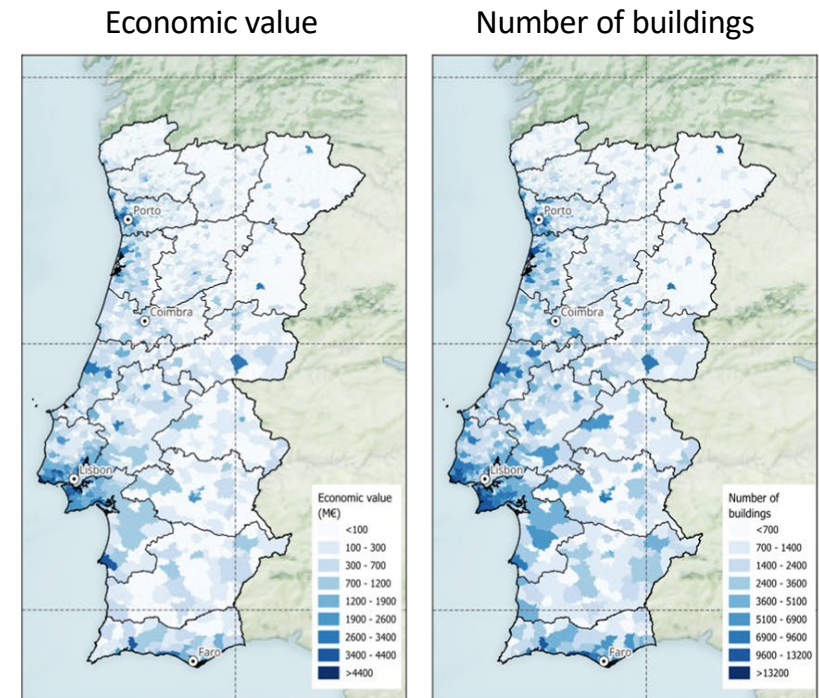 Economic value
Number of buildings
Porto
Coimbra
Lisbon
Faro
Economic value
(M€)
<100
100 - 300
300 - 700
700 - 1200
1200 - 1900
1900 - 2600
2600 - 3400
3400 - 4400
>4400
Porto
Coimbra
Lisbon
Faro
Number of
buildings
<700
700 - 1400
1400 - 2400
2400 - 3600
3600 - 5100
5100 - 6900
6900 - 9600
9600 - 13200
>13200